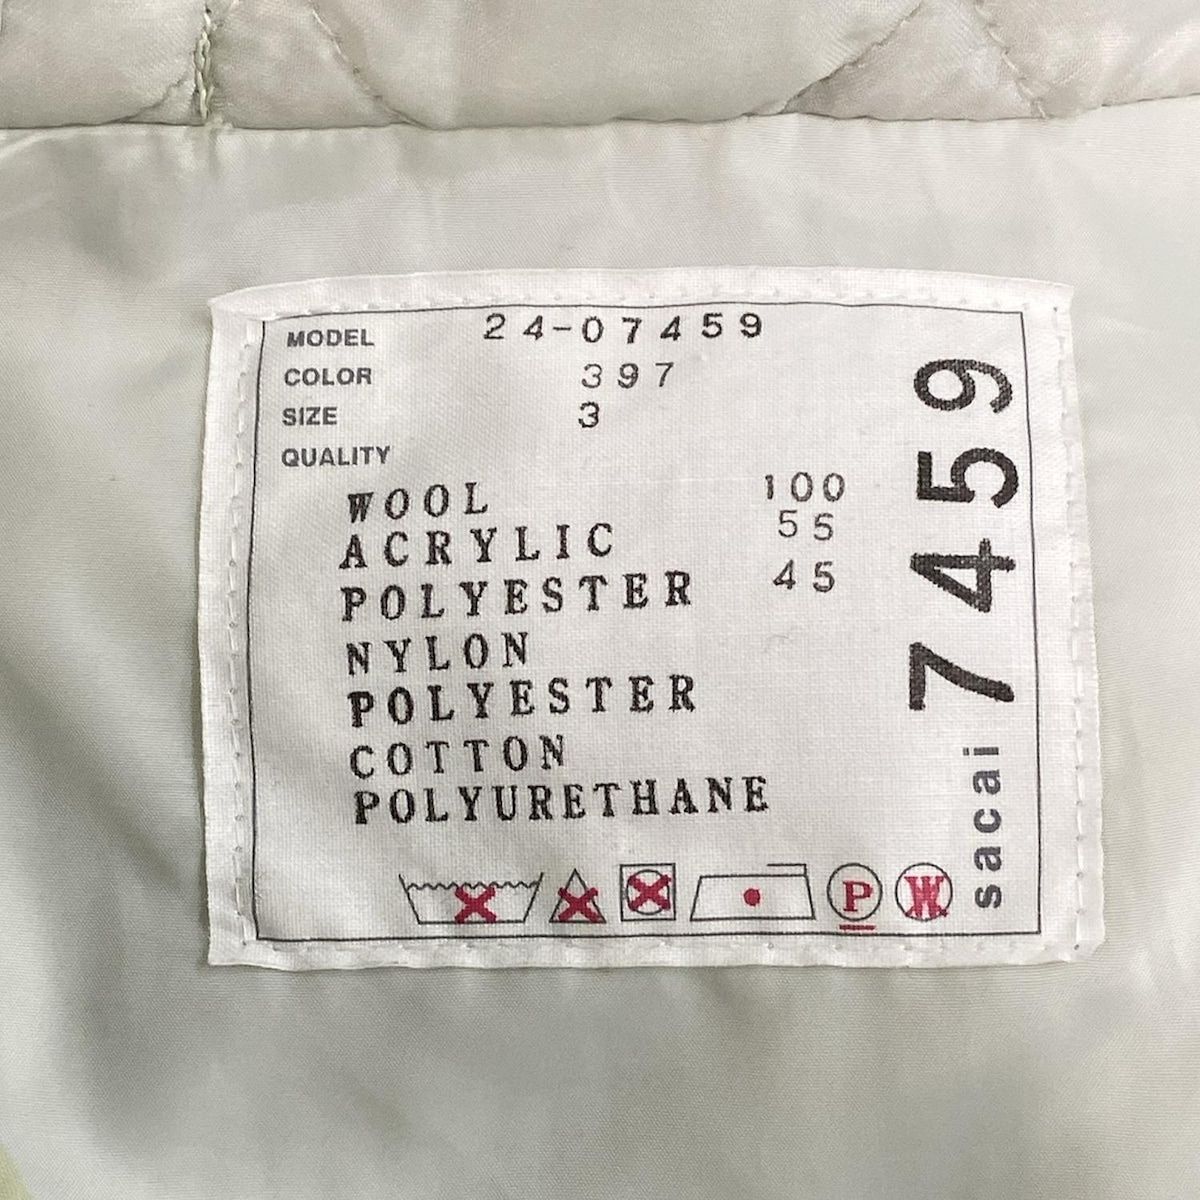 MODEL 24-07459
COLOR 397
SIZE 3
QUALITY
WOOL 100
ACRYLIC 55
POLYESTER 45
NYLON
POLYESTER
COTTON
POLYURETHANE
P W
sacai 7459